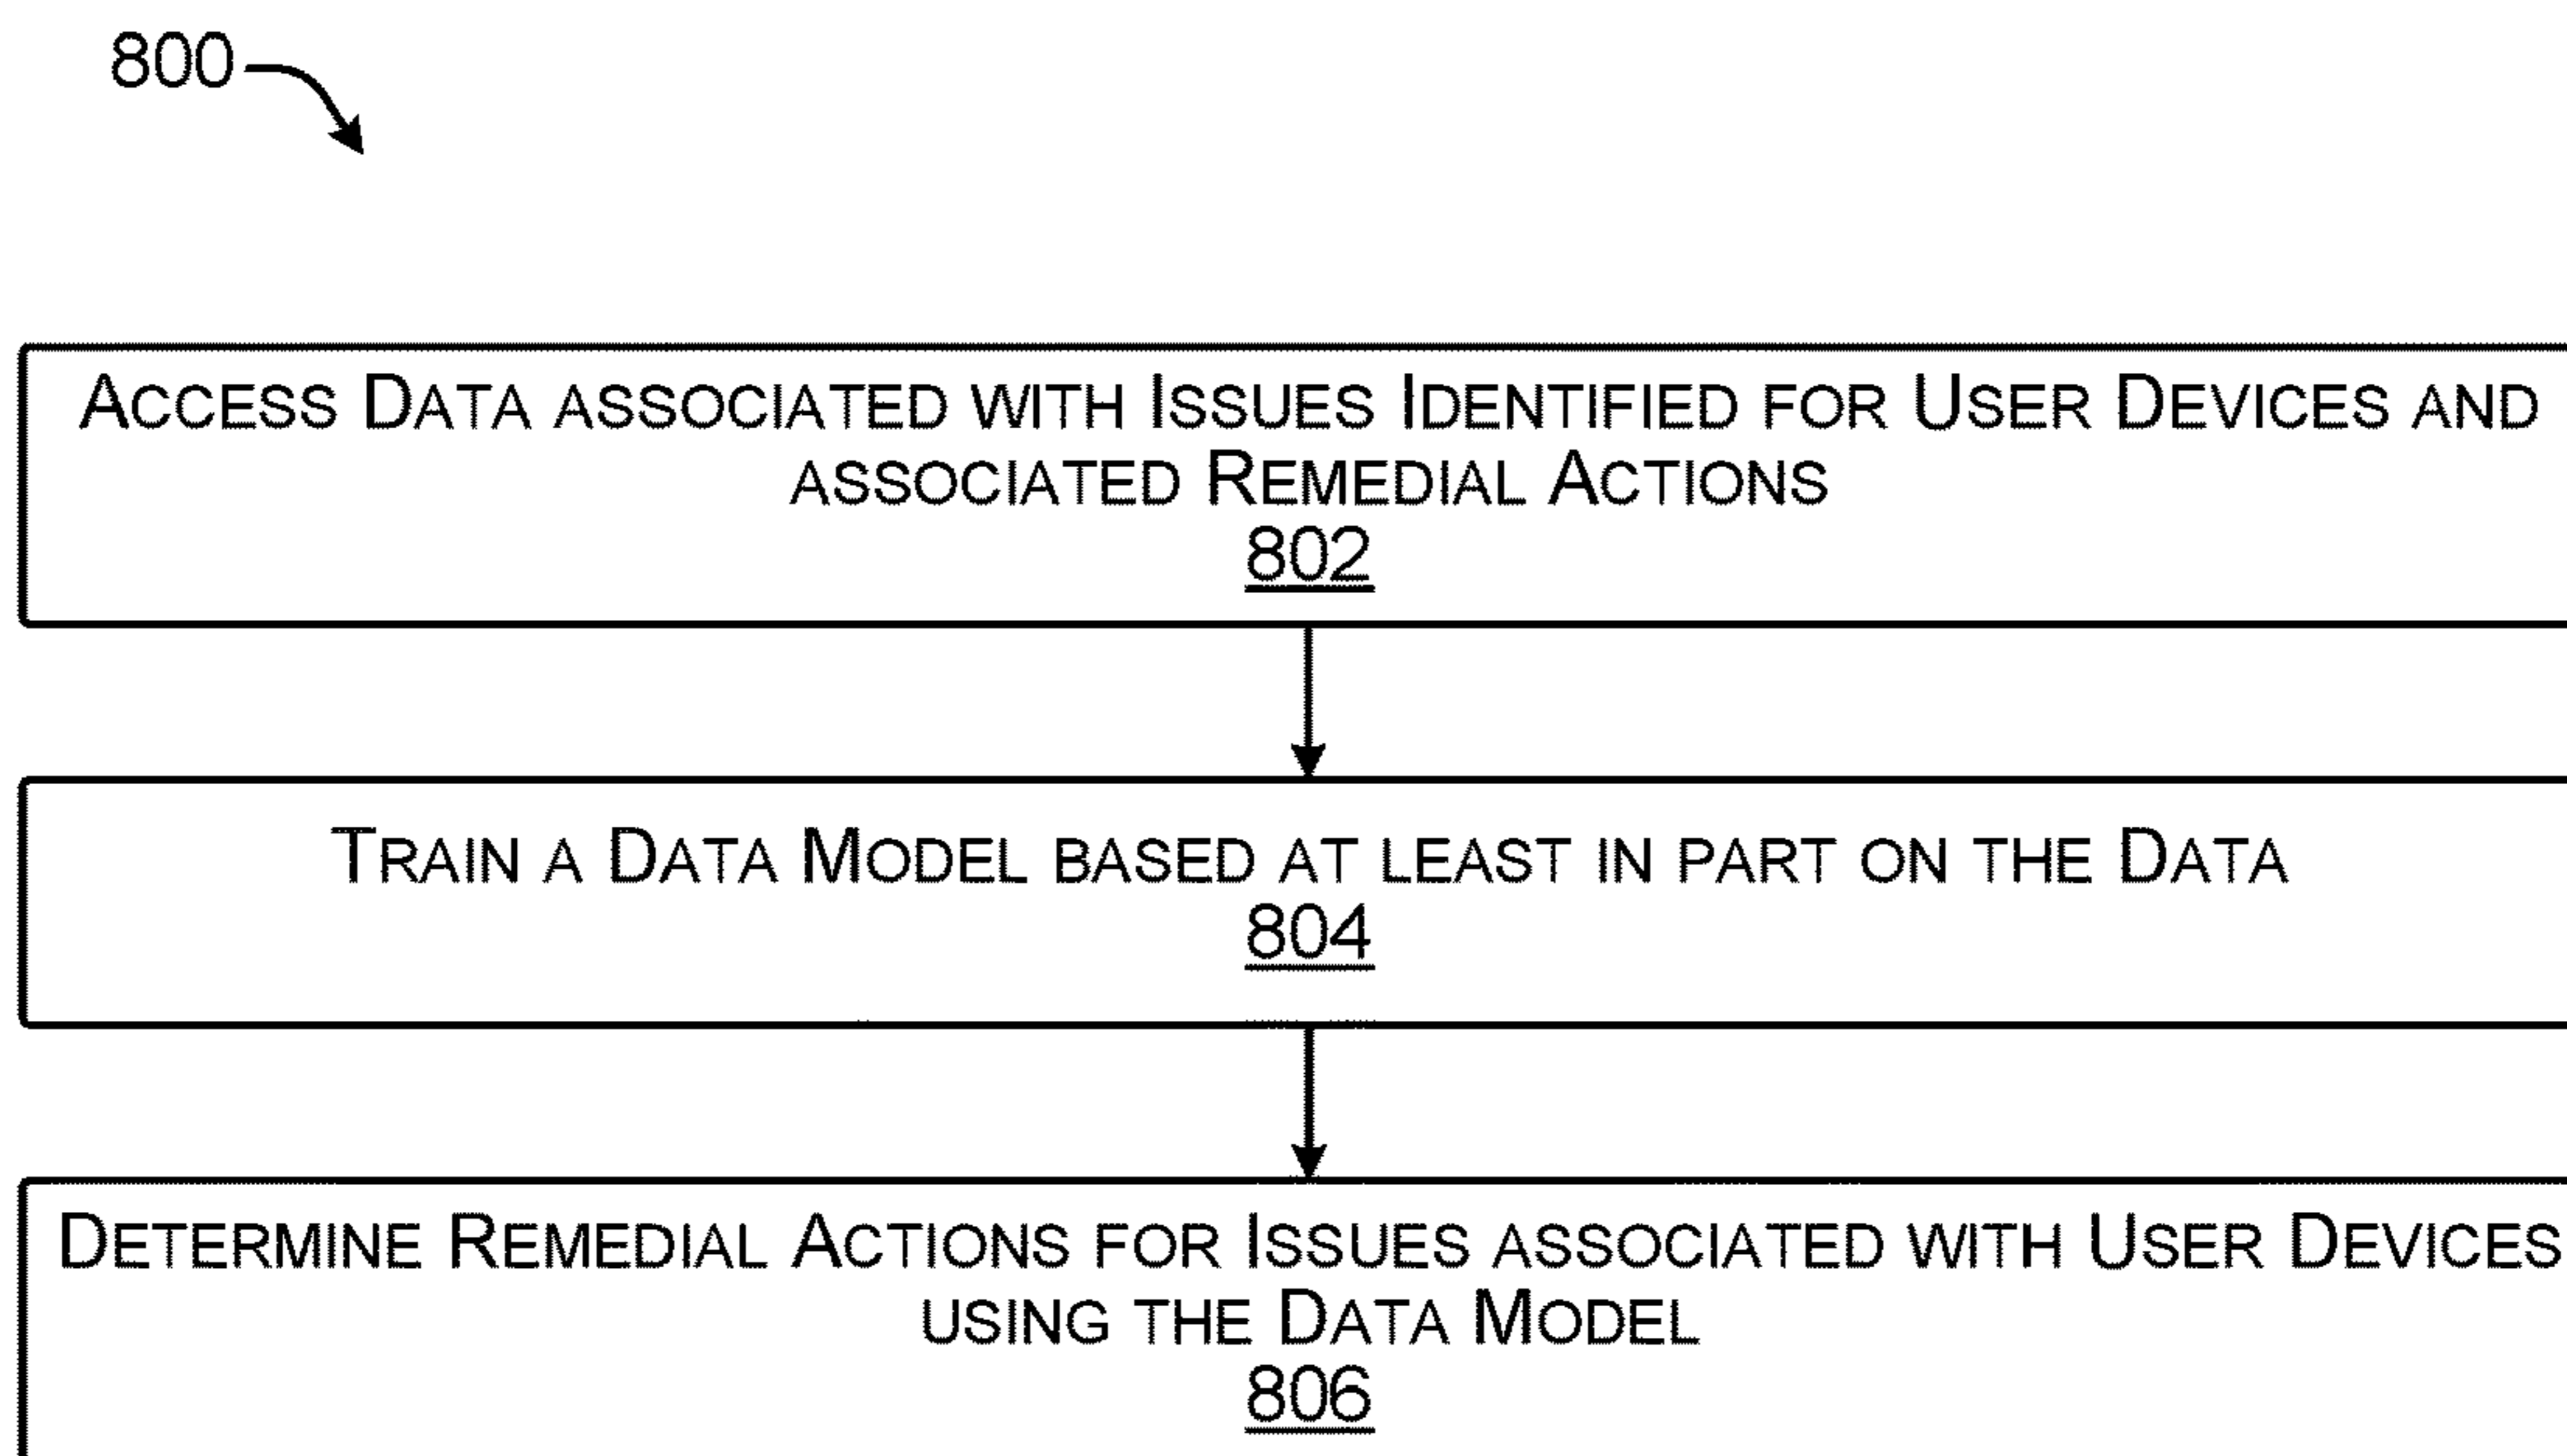 800
Access Data associated with Issues Identified for User Devices and
associated Remedial Actions
802
Train a Data Model based at least in part on the Data
804
Determine Remedial Actions for Issues associated with User Devices
using the Data Model
806